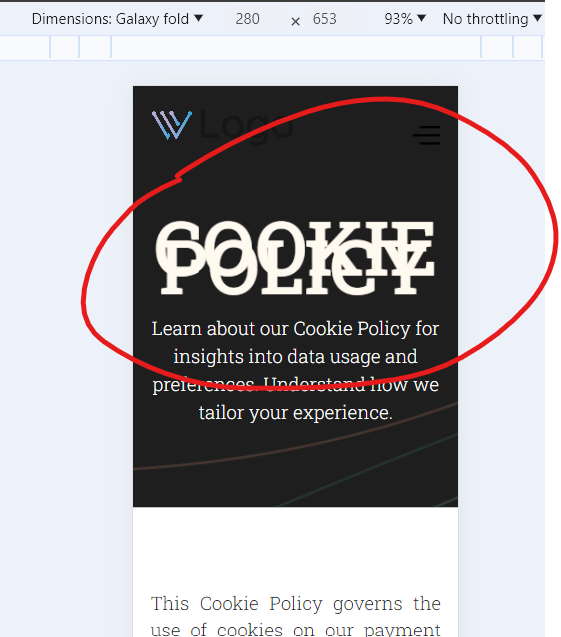 Dimensions: Galaxy fold ▼ 280 × 653 93% ▼ No throttling ▼
Logo
COOKIE
POLICY
Learn about our Cookie Policy for
insights into data usage and
preferences. Understand how we
tailor your experience.
This Cookie Policy governs the
use of cookies on our payment